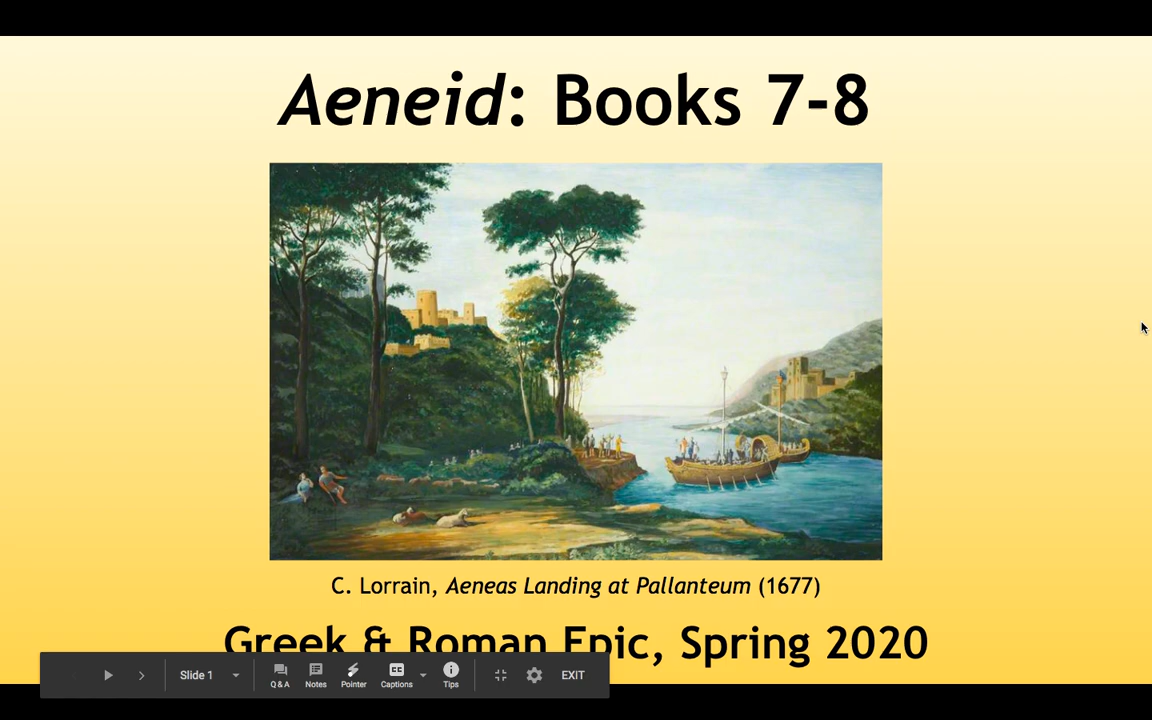 Aeneid: Books 7-8
C. Lorrain, Aeneas Landing at Pallanteum (1677)
Greek & Roman Epic, Spring 2020
Slide 1
Q & A
Notes
Pointer
Captions
Tips
EXIT